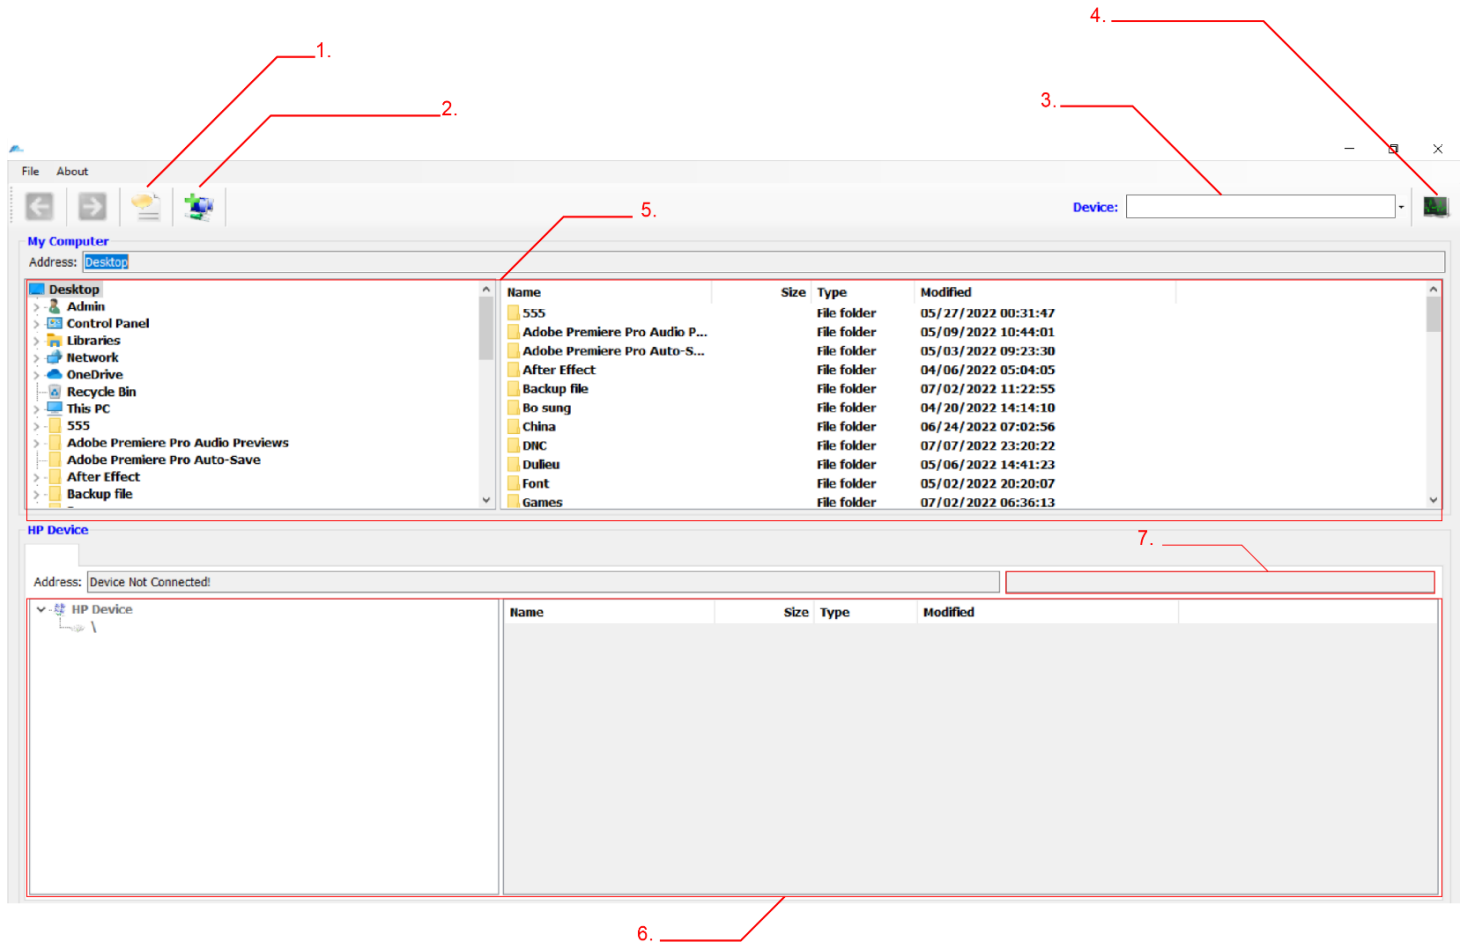 4.
1.
3.
2.
File About
Device:
5.
My Computer
Address: Desktop
Desktop
Admin
Control Panel
Libraries
Network
OneDrive
Recycle Bin
This PC
555
Adobe Premiere Pro Audio Previews
Adobe Premiere Pro Auto-Save
After Effect
Backup file
Name Size Type Modified
555 File folder 05/27/2022 00:31:47
Adobe Premiere Pro Audio P... File folder 05/09/2022 10:44:01
Adobe Premiere Pro Auto-S... File folder 05/03/2022 09:23:30
After Effect File folder 04/06/2022 05:04:05
Backup file File folder 07/02/2022 11:22:55
Bo sung File folder 04/20/2022 14:14:10
China File folder 06/24/2022 07:02:56
DNC File folder 07/07/2022 23:20:22
Dulieu File folder 05/06/2022 14:41:23
Font File folder 05/02/2022 20:20:07
Games File folder 07/02/2022 06:36:13
HP Device
7.
Address: Device Not Connected!
HP Device
\
Name Size Type Modified
6.